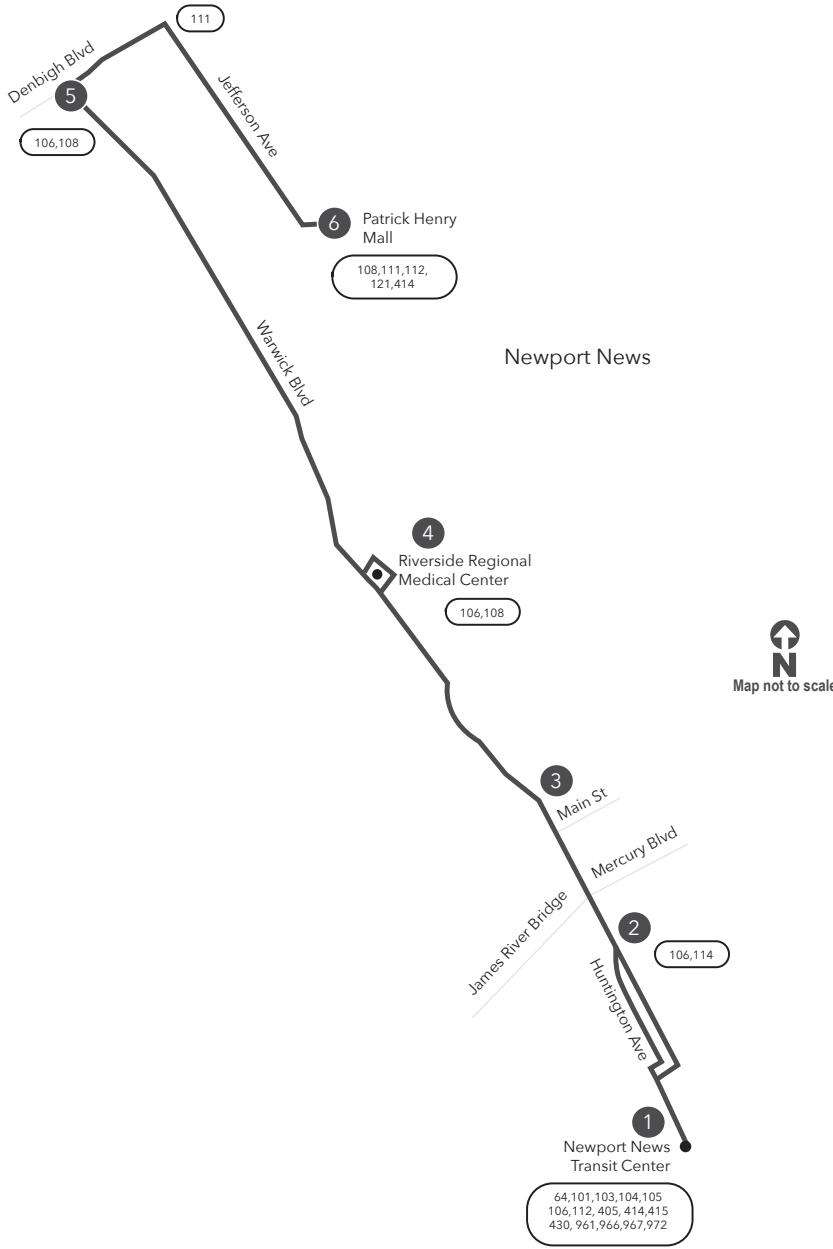 111
Denbigh Blvd
5
Jefferson Ave
106,108
6
Patrick Henry
Mall
108,111,112,
121,414
Warwick Blvd
Newport News
4
Riverside Regional
Medical Center
106,108
N
Map not to scale
3
Main St
Mercury Blvd
James River Bridge
2
106,114
Huntington Ave
1
Newport News
Transit Center
64,101,103,104,105
106,112, 405, 414,415
430, 961,966,967,972